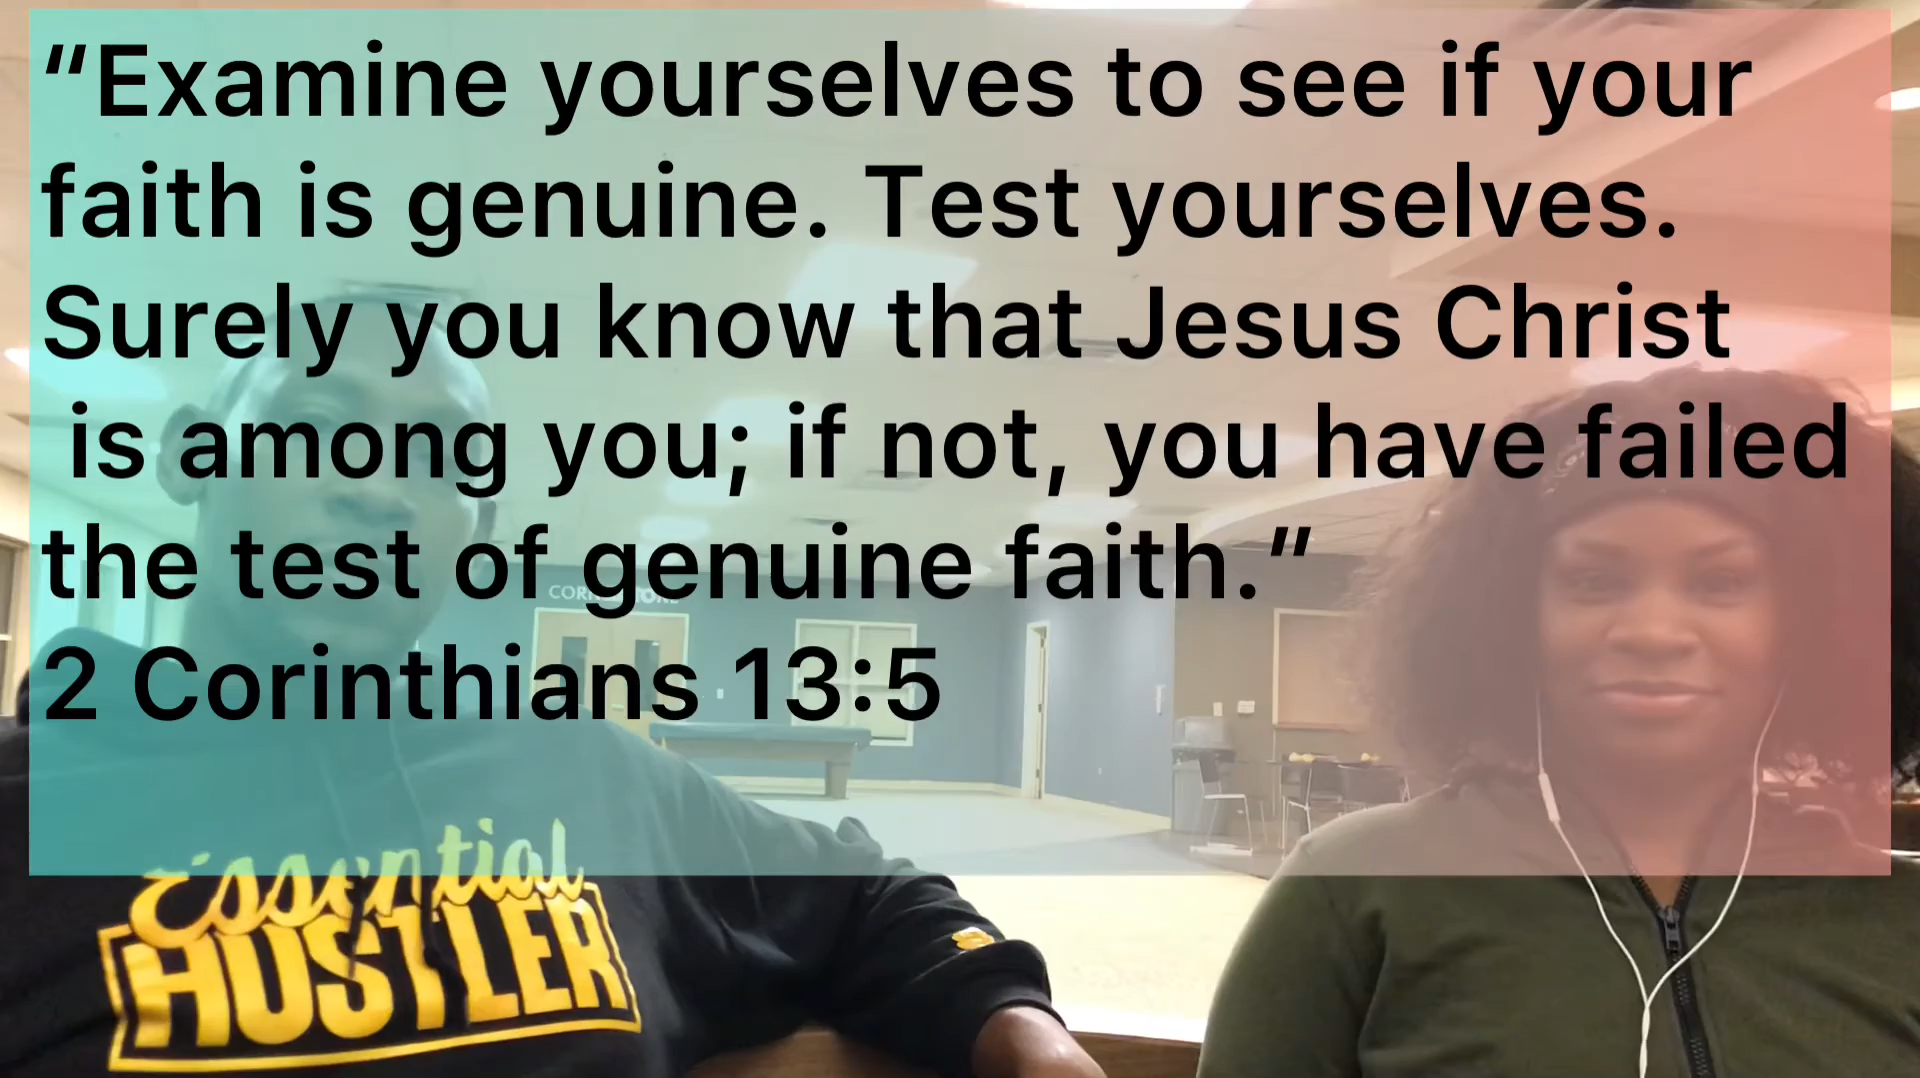 “Examine yourselves to see if your
faith is genuine. Test yourselves.
Surely you know that Jesus Christ
is among you; if not, you have failed
the test of genuine faith.”
2 Corinthians 13:5
Essential
HUSTLER